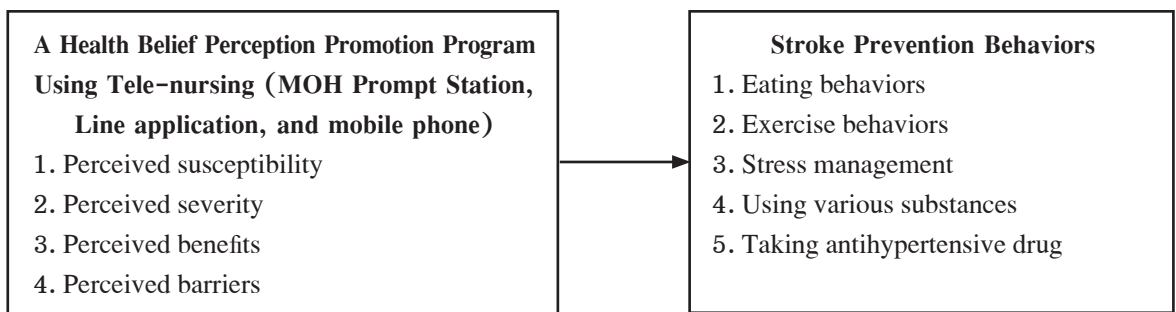 A Health Belief Perception Promotion Program
Using Tele-nursing (MOH Prompt Station,
Line application, and mobile phone)
1. Perceived susceptibility
2. Perceived severity
3. Perceived benefits
4. Perceived barriers
Stroke Prevention Behaviors
1. Eating behaviors
2. Exercise behaviors
3. Stress management
4. Using various substances
5. Taking antihypertensive drug